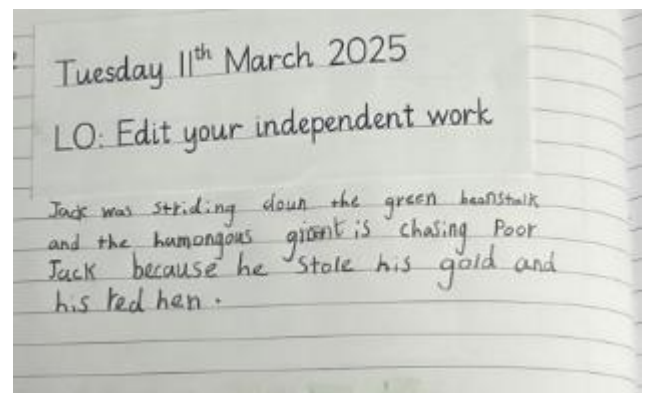 Tuesday 11th March 2025
LO: Edit your independent work
Jack was striding doun the green beanstalk
and the humongous giant is chasing Poor
Jack because he Stole his gold and
his red hen.